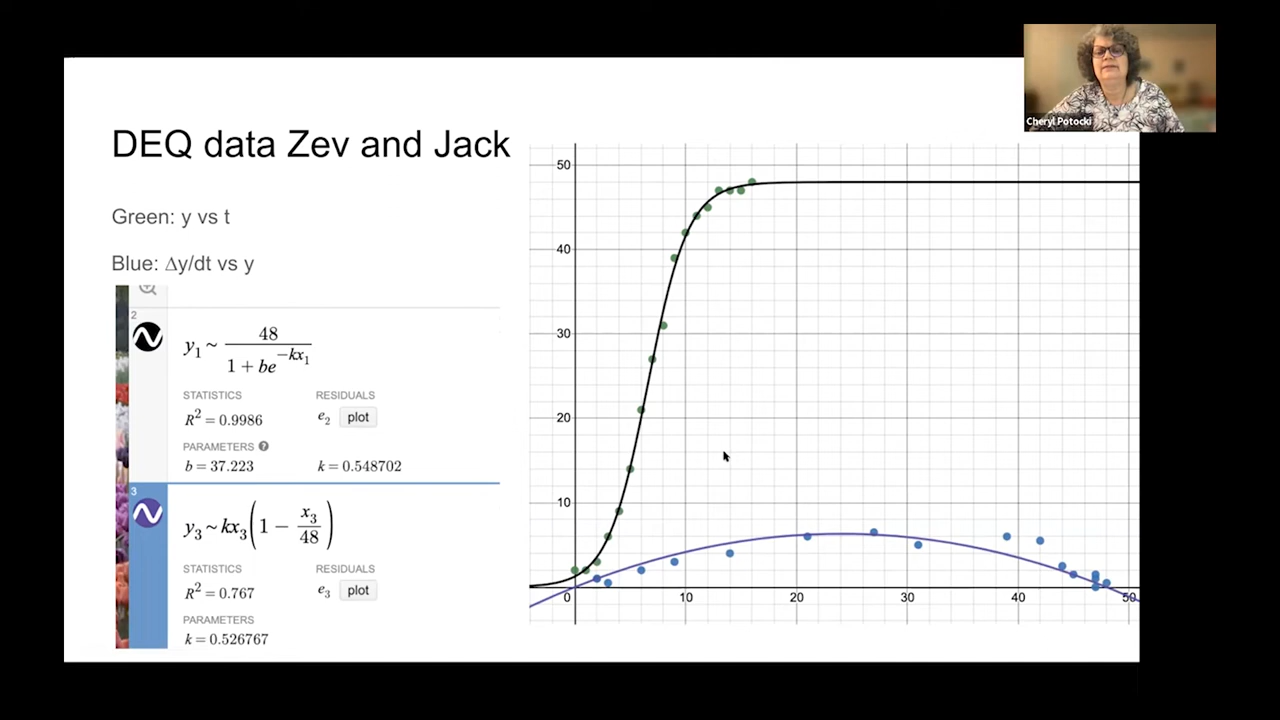 Cheryl Potocki
DEQ data Zev and Jack
Green: y vs t
Blue: Δy/dt vs y
2
y₁ ~ 48 / (1 + be^(−kx₁))
STATISTICS RESIDUALS
R² = 0.9986 e₂ plot
PARAMETERS ?
b = 37.223 k = 0.548702
3
y₃ ~ kx₃(1 − x₃/48)
STATISTICS RESIDUALS
R² = 0.767 e₃ plot
PARAMETERS
k = 0.526767
50
40
30
20
10
0 10 20 30 40 50